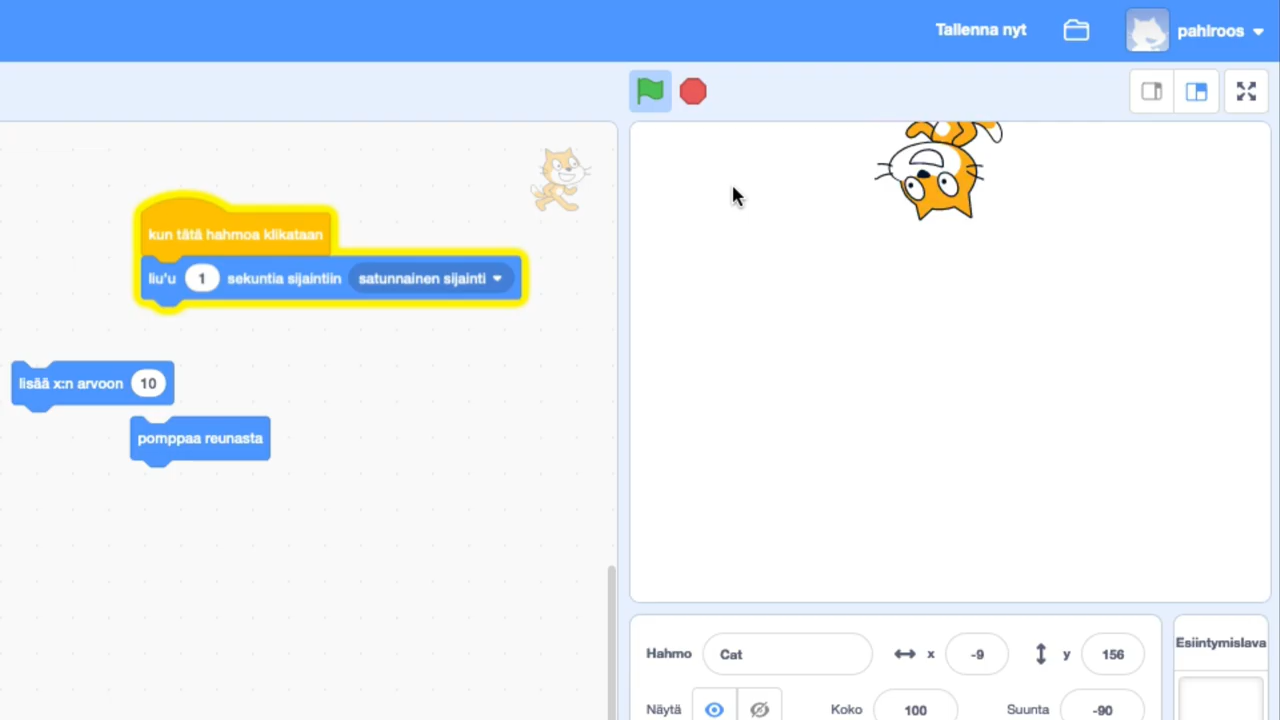 Tallenna nyt
pahlroos
kun tätä hahmoa klikataan
liu'u 1 sekuntia sijaintiin satunnainen sijainti
lisää x:n arvoon 10
pomppaa reunasta
Hahmo Cat x -9 y 156
Esiintymislava
Näytä Koko 100 Suunta -90